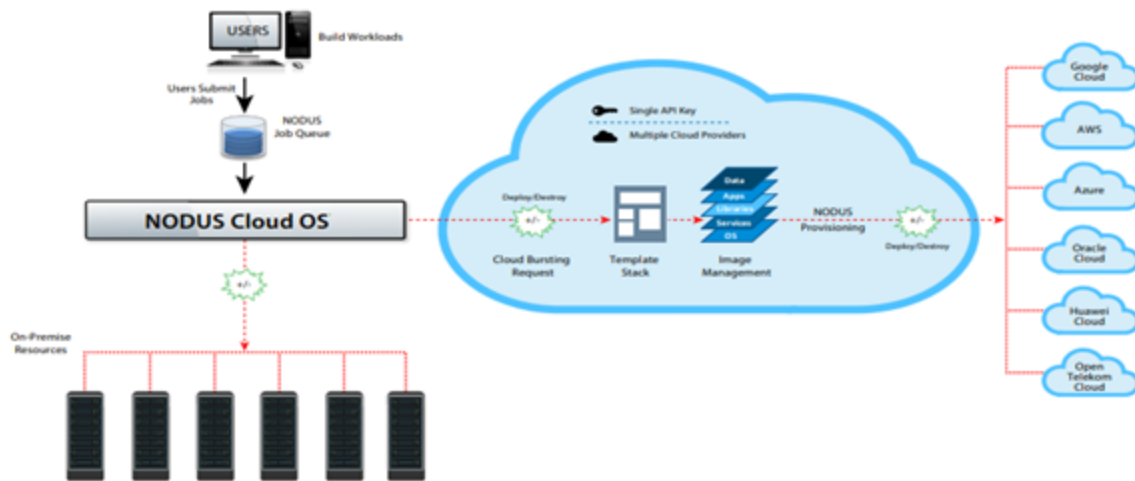 USERS
Build Workloads
Users Submit
Jobs
NODUS
Job Queue
NODUS Cloud OS
+/-
On-Premise
Resources
Single API Key
Multiple Cloud Providers
Deploy/Destroy
+/-
Cloud Bursting
Request
Template
Stack
Data
Apps
Libraries
Services
OS
Image
Management
NODUS
Provisioning
+/-
Deploy/Destroy
Google
Cloud
AWS
Azure
Oracle
Cloud
Huawei
Cloud
Open
Telekom
Cloud